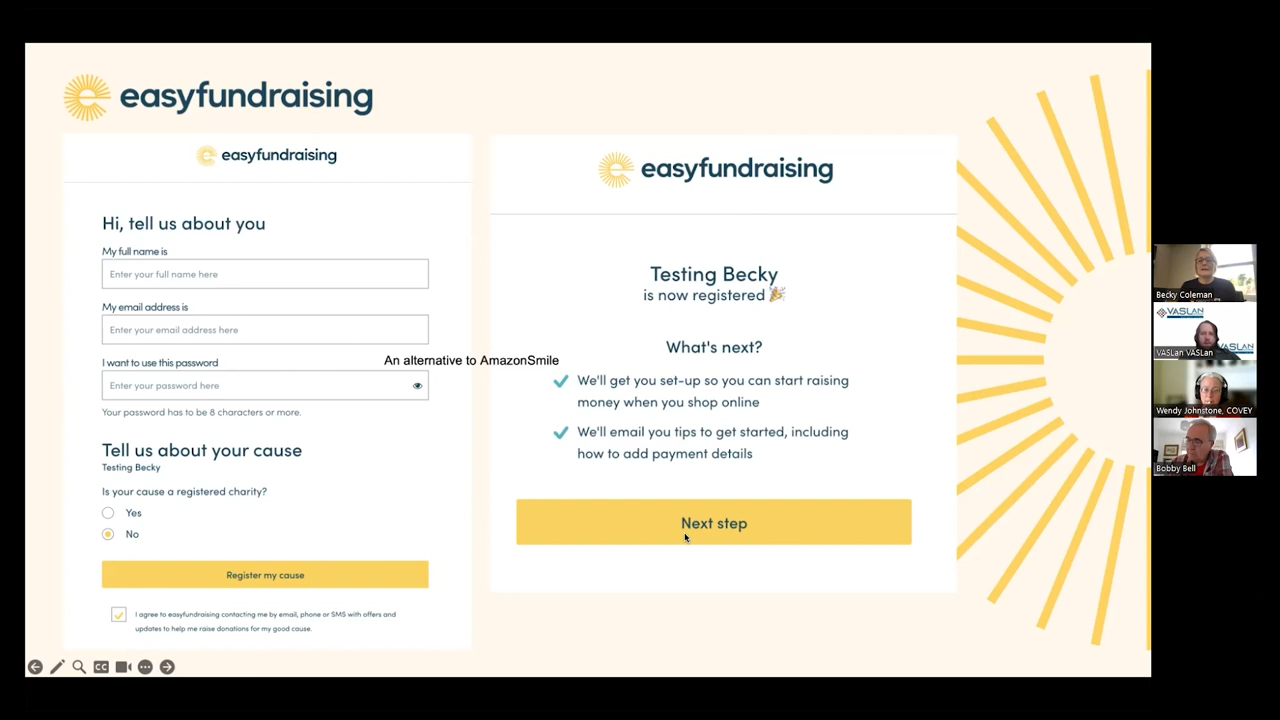 easyfundraising
easyfundraising
Hi, tell us about you
My full name is
Enter your full name here
My email address is
Enter your email address here
I want to use this password
Enter your password here
Your password has to be 8 characters or more.
Tell us about your cause
Testing Becky
Is your cause a registered charity?
Yes
No
Register my cause
I agree to easyfundraising contacting me by email, phone or SMS with offers and
updates to help me raise donations for my good cause.
An alternative to AmazonSmile
easyfundraising
Testing Becky
is now registered 🎉
What's next?
We'll get you set-up so you can start raising
money when you shop online
We'll email you tips to get started, including
how to add payment details
Next step
CC
Becky Coleman
VASLAN
VASLan
VASLan VASLan
Wendy Johnstone, COVEY
Bobby Bell